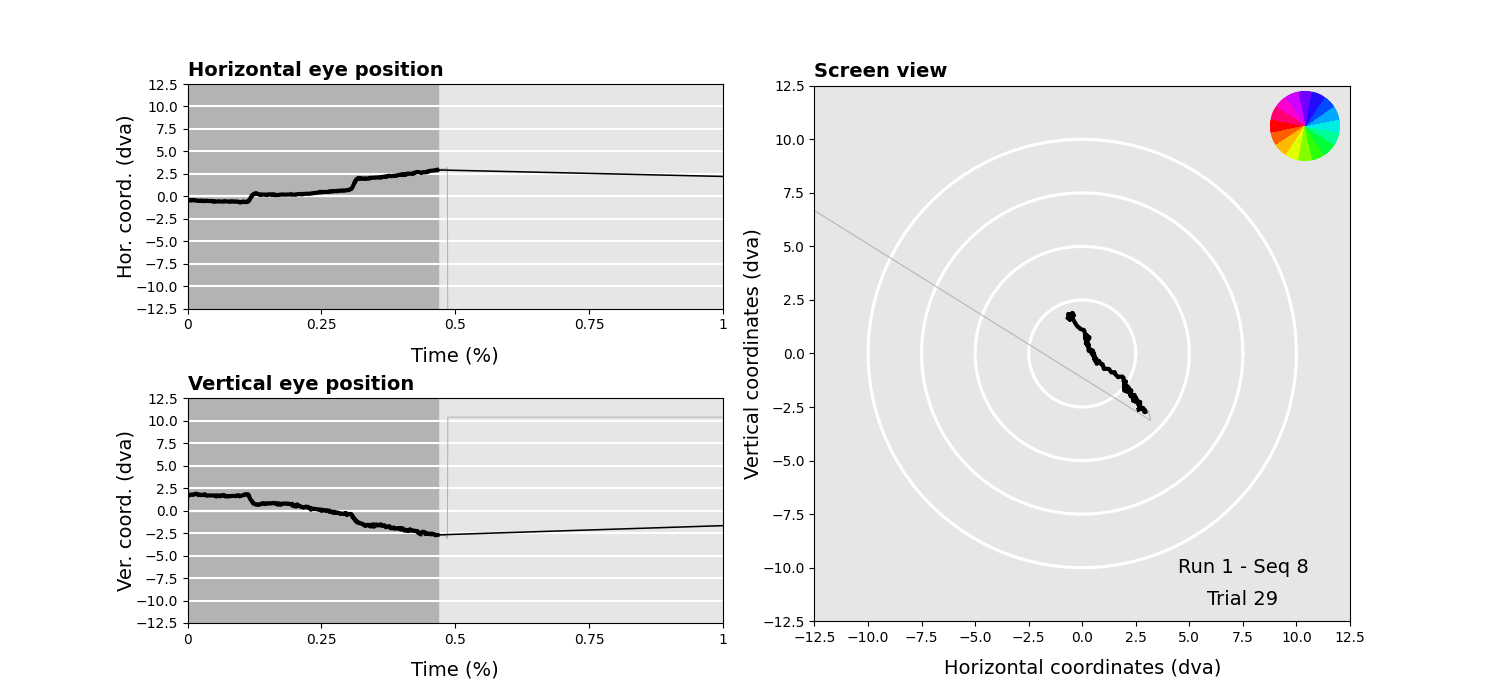 Horizontal eye position
Hor. coord. (dva)
12.5
10.0
7.5
5.0
2.5
0.0
−2.5
−5.0
−7.5
−10.0
−12.5
0 0.25 0.5 0.75 1
Time (%)
Vertical eye position
Ver. coord. (dva)
12.5
10.0
7.5
5.0
2.5
0.0
−2.5
−5.0
−7.5
−10.0
−12.5
0 0.25 0.5 0.75 1
Time (%)
Screen view
Vertical coordinates (dva)
12.5
10.0
7.5
5.0
2.5
0.0
−2.5
−5.0
−7.5
−10.0
−12.5
Run 1 - Seq 8
Trial 29
−12.5 −10.0 −7.5 −5.0 −2.5 0.0 2.5 5.0 7.5 10.0 12.5
Horizontal coordinates (dva)